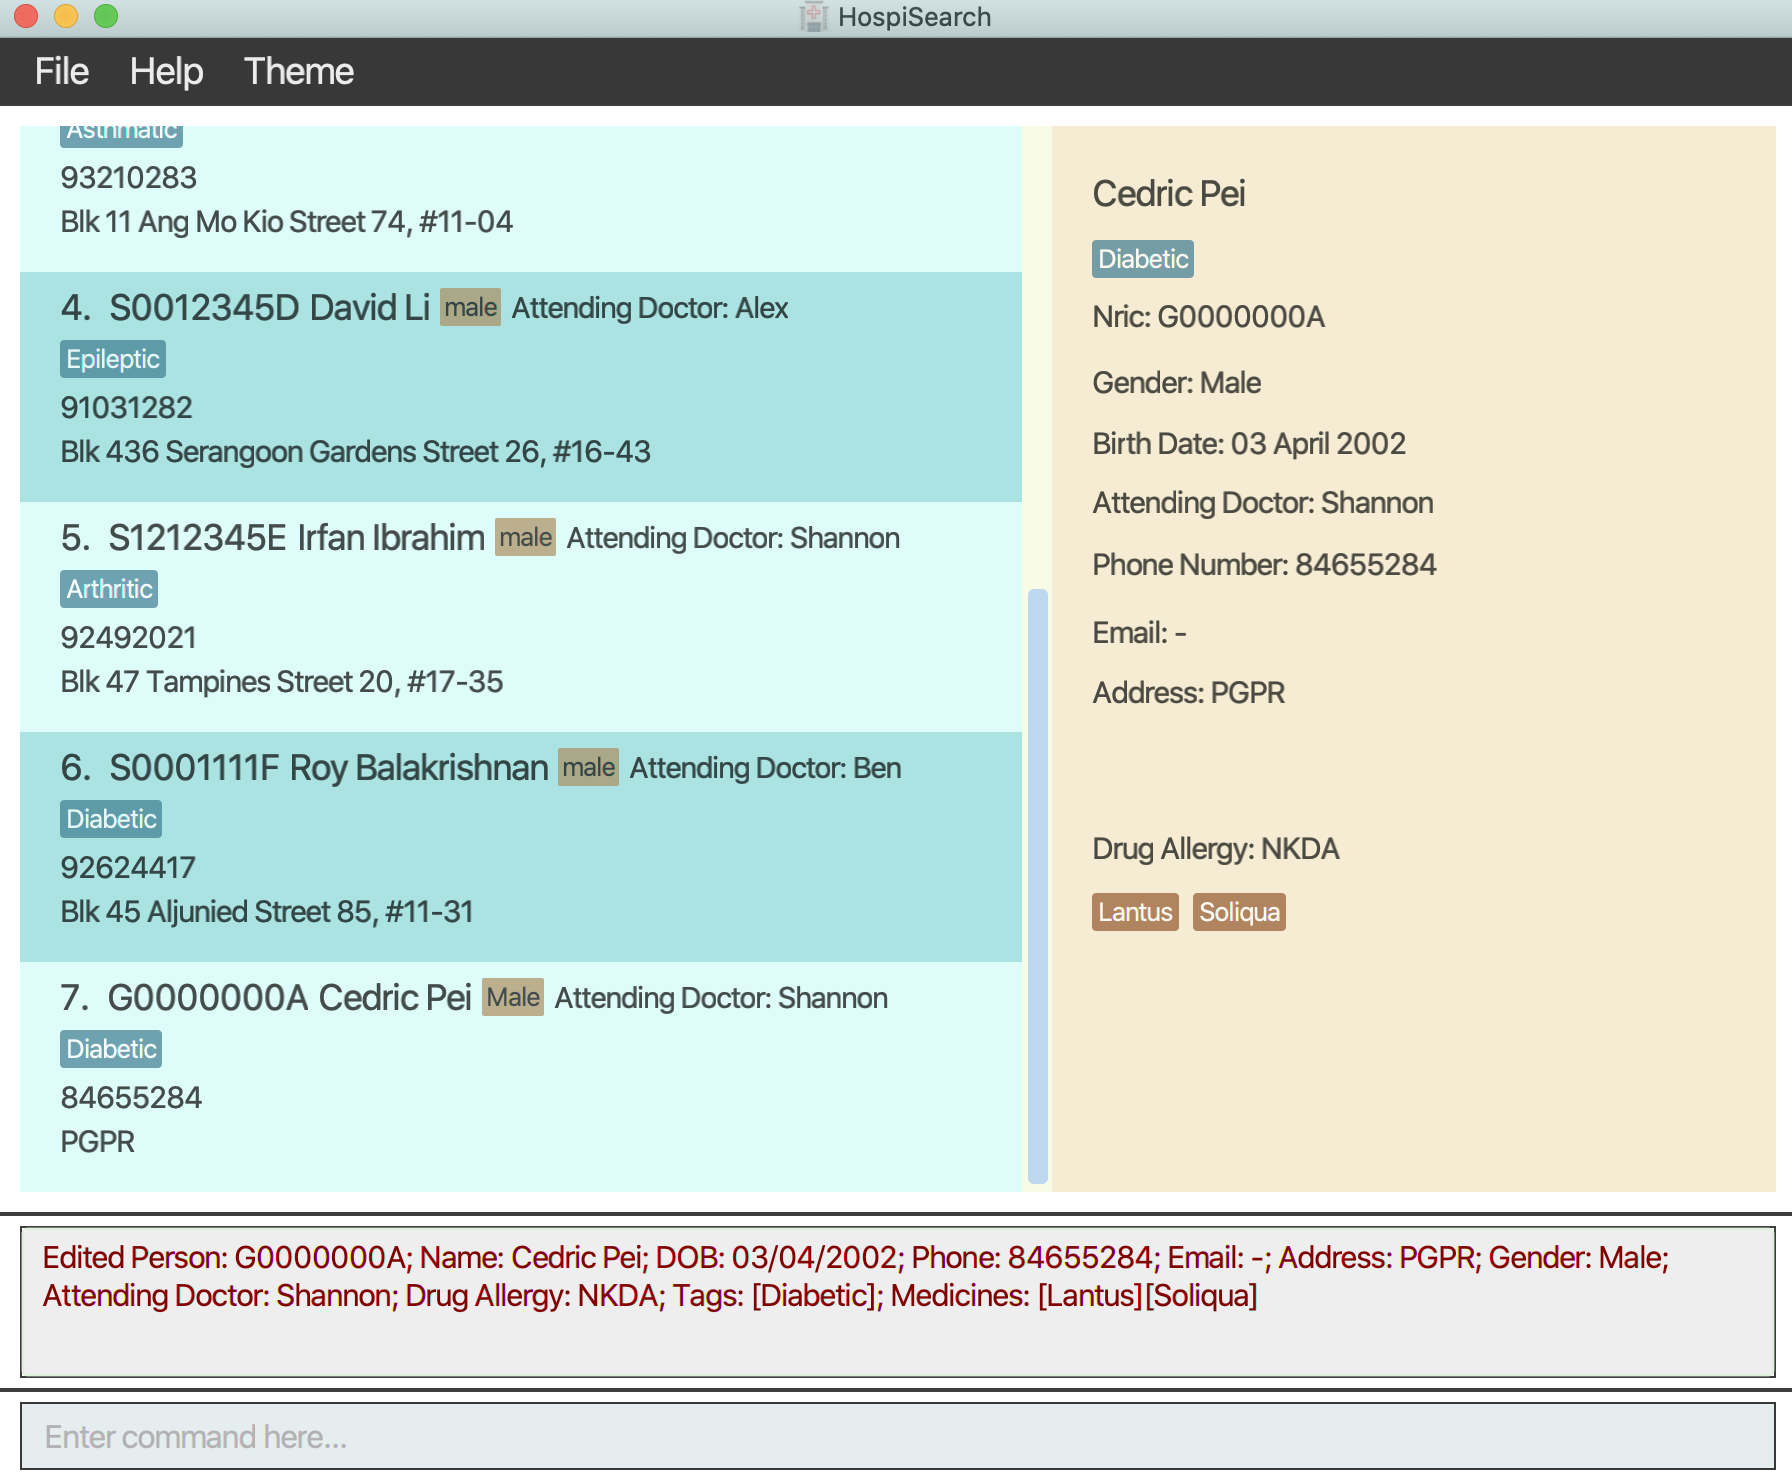 HospiSearch
File Help Theme
Asthmatic
93210283
Blk 11 Ang Mo Kio Street 74, #11-04
4. S0012345D David Li male Attending Doctor: Alex
Epileptic
91031282
Blk 436 Serangoon Gardens Street 26, #16-43
5. S1212345E Irfan Ibrahim male Attending Doctor: Shannon
Arthritic
92492021
Blk 47 Tampines Street 20, #17-35
6. S0001111F Roy Balakrishnan male Attending Doctor: Ben
Diabetic
92624417
Blk 45 Aljunied Street 85, #11-31
7. G0000000A Cedric Pei Male Attending Doctor: Shannon
Diabetic
84655284
PGPR
Cedric Pei
Diabetic
Nric: G0000000A
Gender: Male
Birth Date: 03 April 2002
Attending Doctor: Shannon
Phone Number: 84655284
Email: -
Address: PGPR
Drug Allergy: NKDA
Lantus Soliqua
Edited Person: G0000000A; Name: Cedric Pei; DOB: 03/04/2002; Phone: 84655284; Email: -; Address: PGPR; Gender: Male;
Attending Doctor: Shannon; Drug Allergy: NKDA; Tags: [Diabetic]; Medicines: [Lantus][Soliqua]
Enter command here...